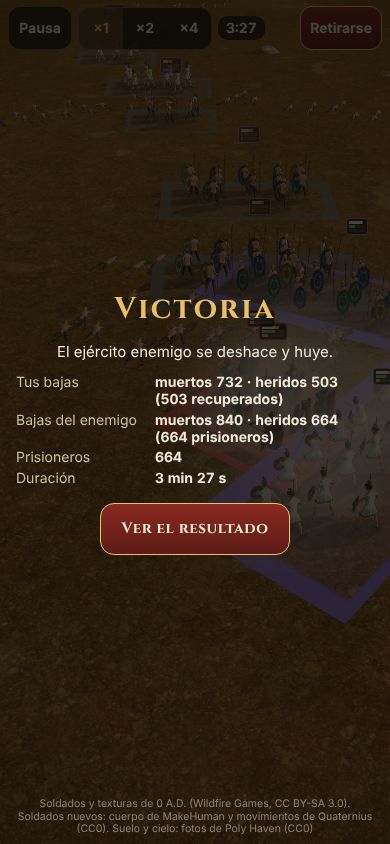 Pausa ×1 ×2 ×4 3:27 Retirarse
Victoria
El ejército enemigo se deshace y huye.
Tus bajas muertos 732 · heridos 503
(503 recuperados)
Bajas del enemigo muertos 840 · heridos 664
(664 prisioneros)
Prisioneros 664
Duración 3 min 27 s
Ver el resultado
Soldados y texturas de 0 A.D. (Wildfire Games, CC BY-SA 3.0).
Soldados nuevos: cuerpo de MakeHuman y movimientos de Quaternius
(CC0). Suelo y cielo: fotos de Poly Haven (CC0)